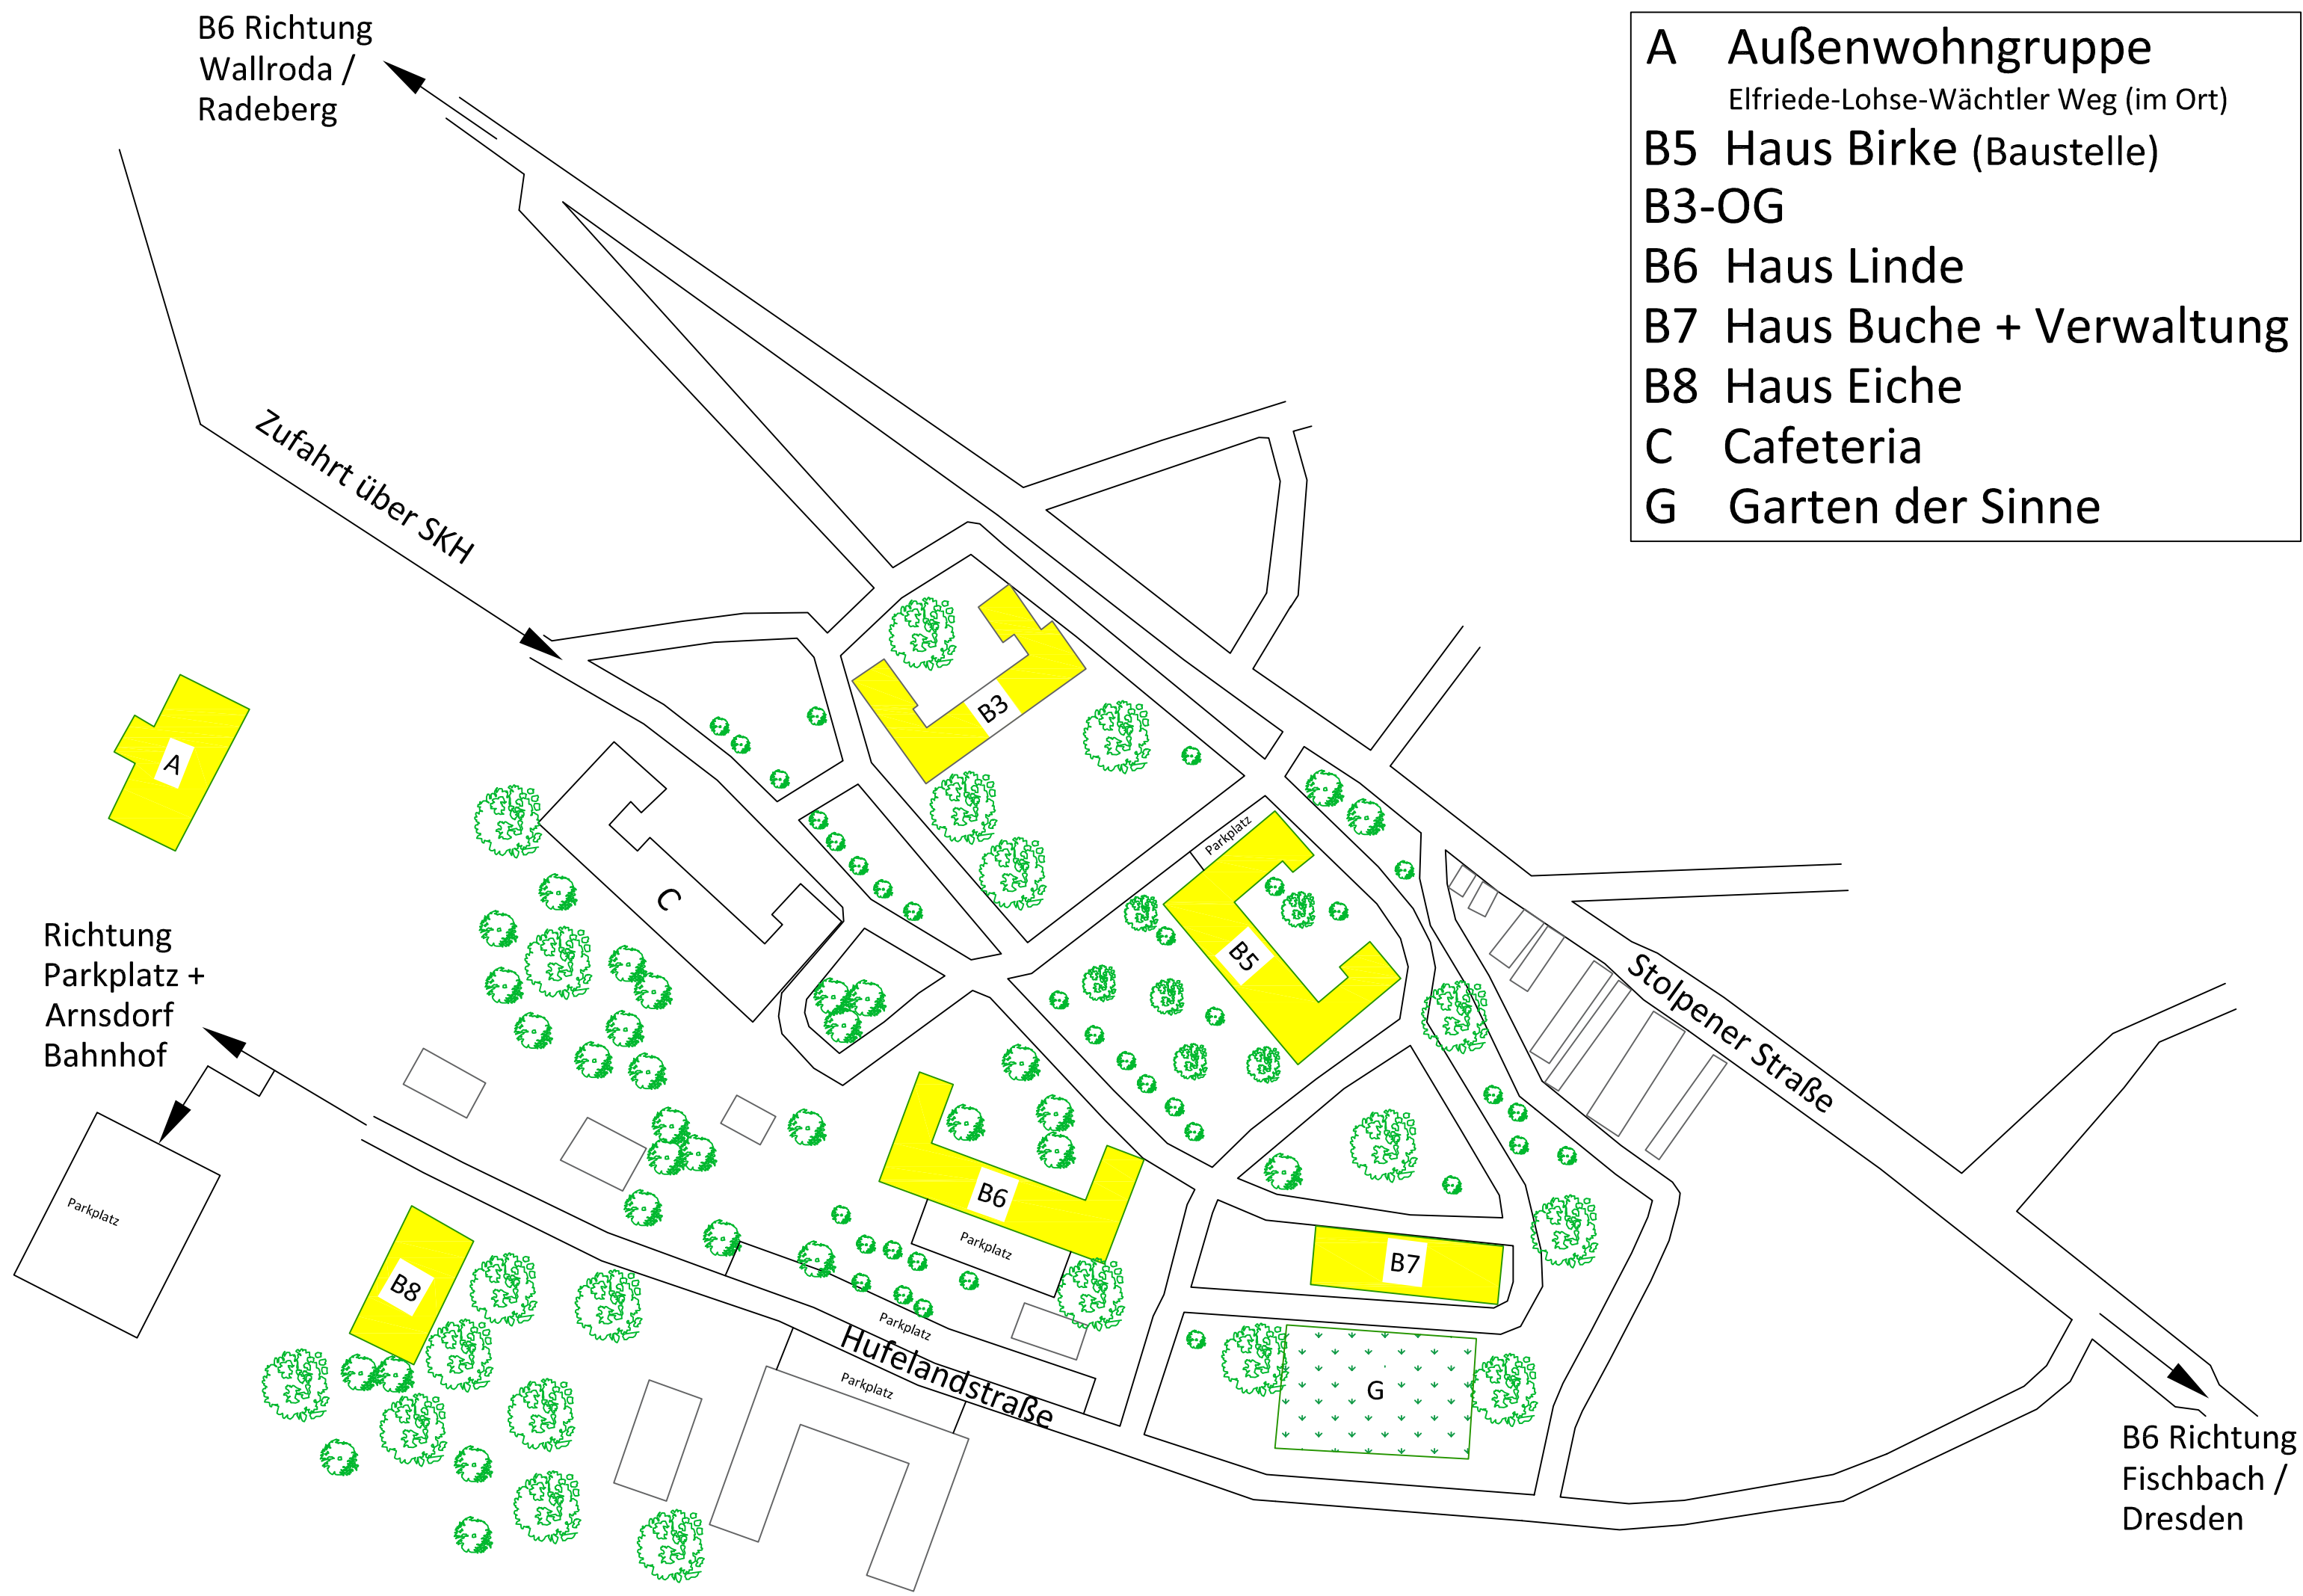 B6 Richtung
Wallroda /
Radeberg
A Außenwohngruppe
Elfriede-Lohse-Wächtler Weg (im Ort)
B5 Haus Birke (Baustelle)
B3-OG
B6 Haus Linde
B7 Haus Buche + Verwaltung
B8 Haus Eiche
C Cafeteria
G Garten der Sinne
Zufahrt über SKH
B3
A
Parkplatz
C
B5
Stolpener Straße
Richtung
Parkplatz +
Arnsdorf
Bahnhof
B6
Parkplatz
Parkplatz
B8
B7
Parkplatz
Hufelandstraße
Parkplatz
G
B6 Richtung
Fischbach /
Dresden